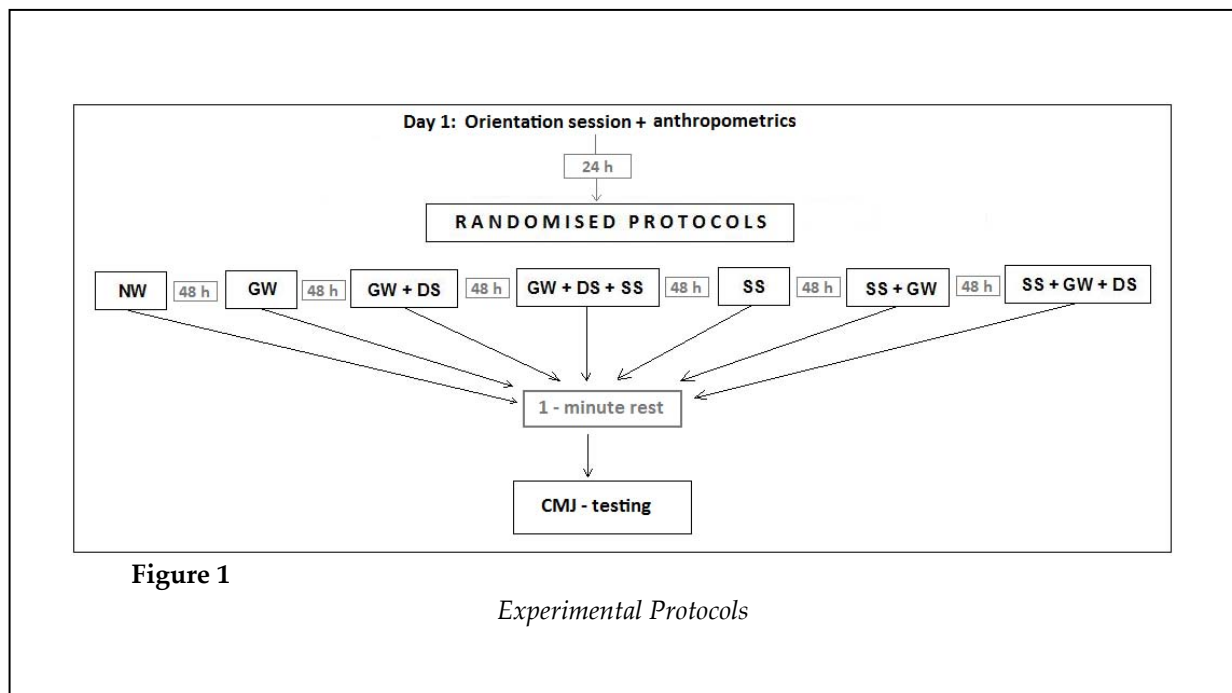 Day 1: Orientation session + anthropometrics
24 h
RANDOMISED PROTOCOLS
NW 48 h GW 48 h GW + DS 48 h GW + DS + SS 48 h SS 48 h SS + GW 48 h SS + GW + DS
1 - minute rest
CMJ - testing
Figure 1
Experimental Protocols